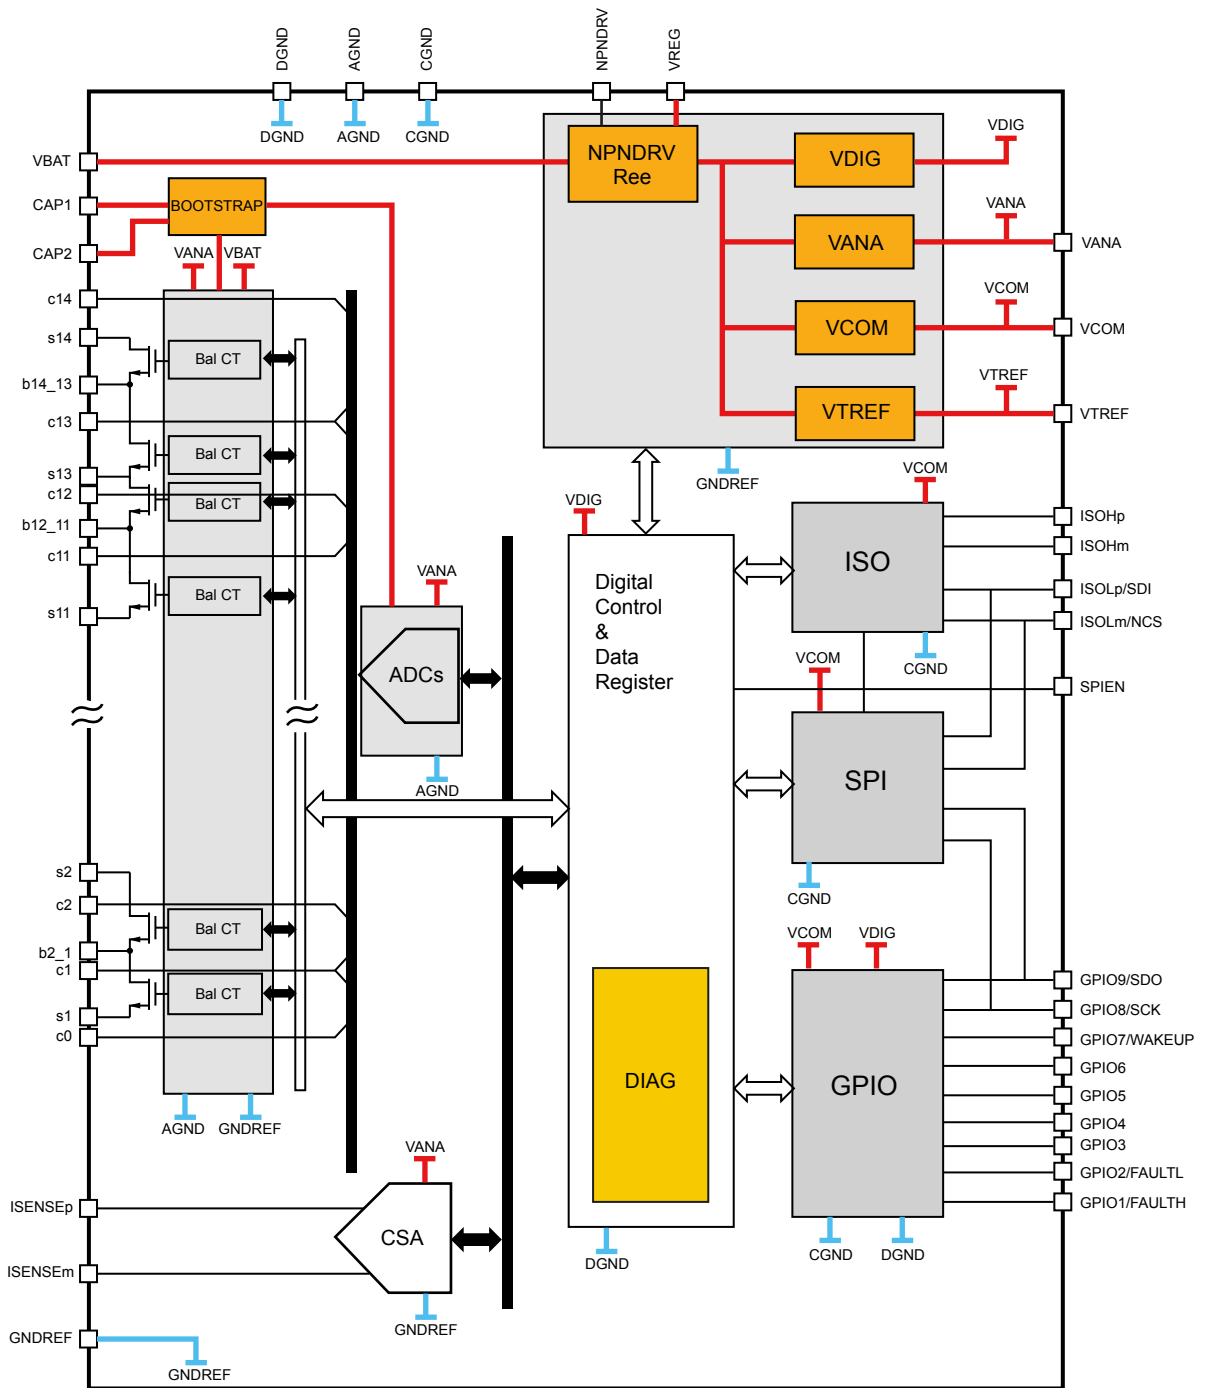 DGND
AGND
CGND
NPNDRV
VREG
DGND
AGND
CGND
VBAT
CAP1
CAP2
BOOTSTRAP
VANA
VBAT
NPNDRV
Ree
VDIG
VANA
VCOM
VTREF
VDIG
VANA
VCOM
VTREF
GNDREF
VANA
VCOM
VTREF
c14
s14
b14_13
c13
s13
c12
b12_11
c11
s11
Bal CT
Bal CT
Bal CT
Bal CT
VANA
ADCs
AGND
VDIG
Digital
Control
&
Data
Register
DIAG
DGND
VCOM
ISO
CGND
ISOHp
ISOHm
ISOLp/SDI
ISOLm/NCS
SPIEN
VCOM
SPI
CGND
s2
c2
b2_1
c1
s1
c0
Bal CT
Bal CT
AGND
GNDREF
VCOM
VDIG
GPIO
CGND
DGND
GPIO9/SDO
GPIO8/SCK
GPIO7/WAKEUP
GPIO6
GPIO5
GPIO4
GPIO3
GPIO2/FAULTL
GPIO1/FAULTH
VANA
ISENSEp
CSA
ISENSEm
GNDREF
GNDREF
GNDREF